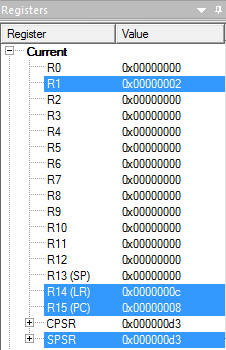 Registers
Register Value
Current
R0 0x00000000
R1 0x00000002
R2 0x00000000
R3 0x00000000
R4 0x00000000
R5 0x00000000
R6 0x00000000
R7 0x00000000
R8 0x00000000
R9 0x00000000
R10 0x00000000
R11 0x00000000
R12 0x00000000
R13 (SP) 0x00000000
R14 (LR) 0x0000000c
R15 (PC) 0x00000008
CPSR 0x000000d3
SPSR 0x000000d3